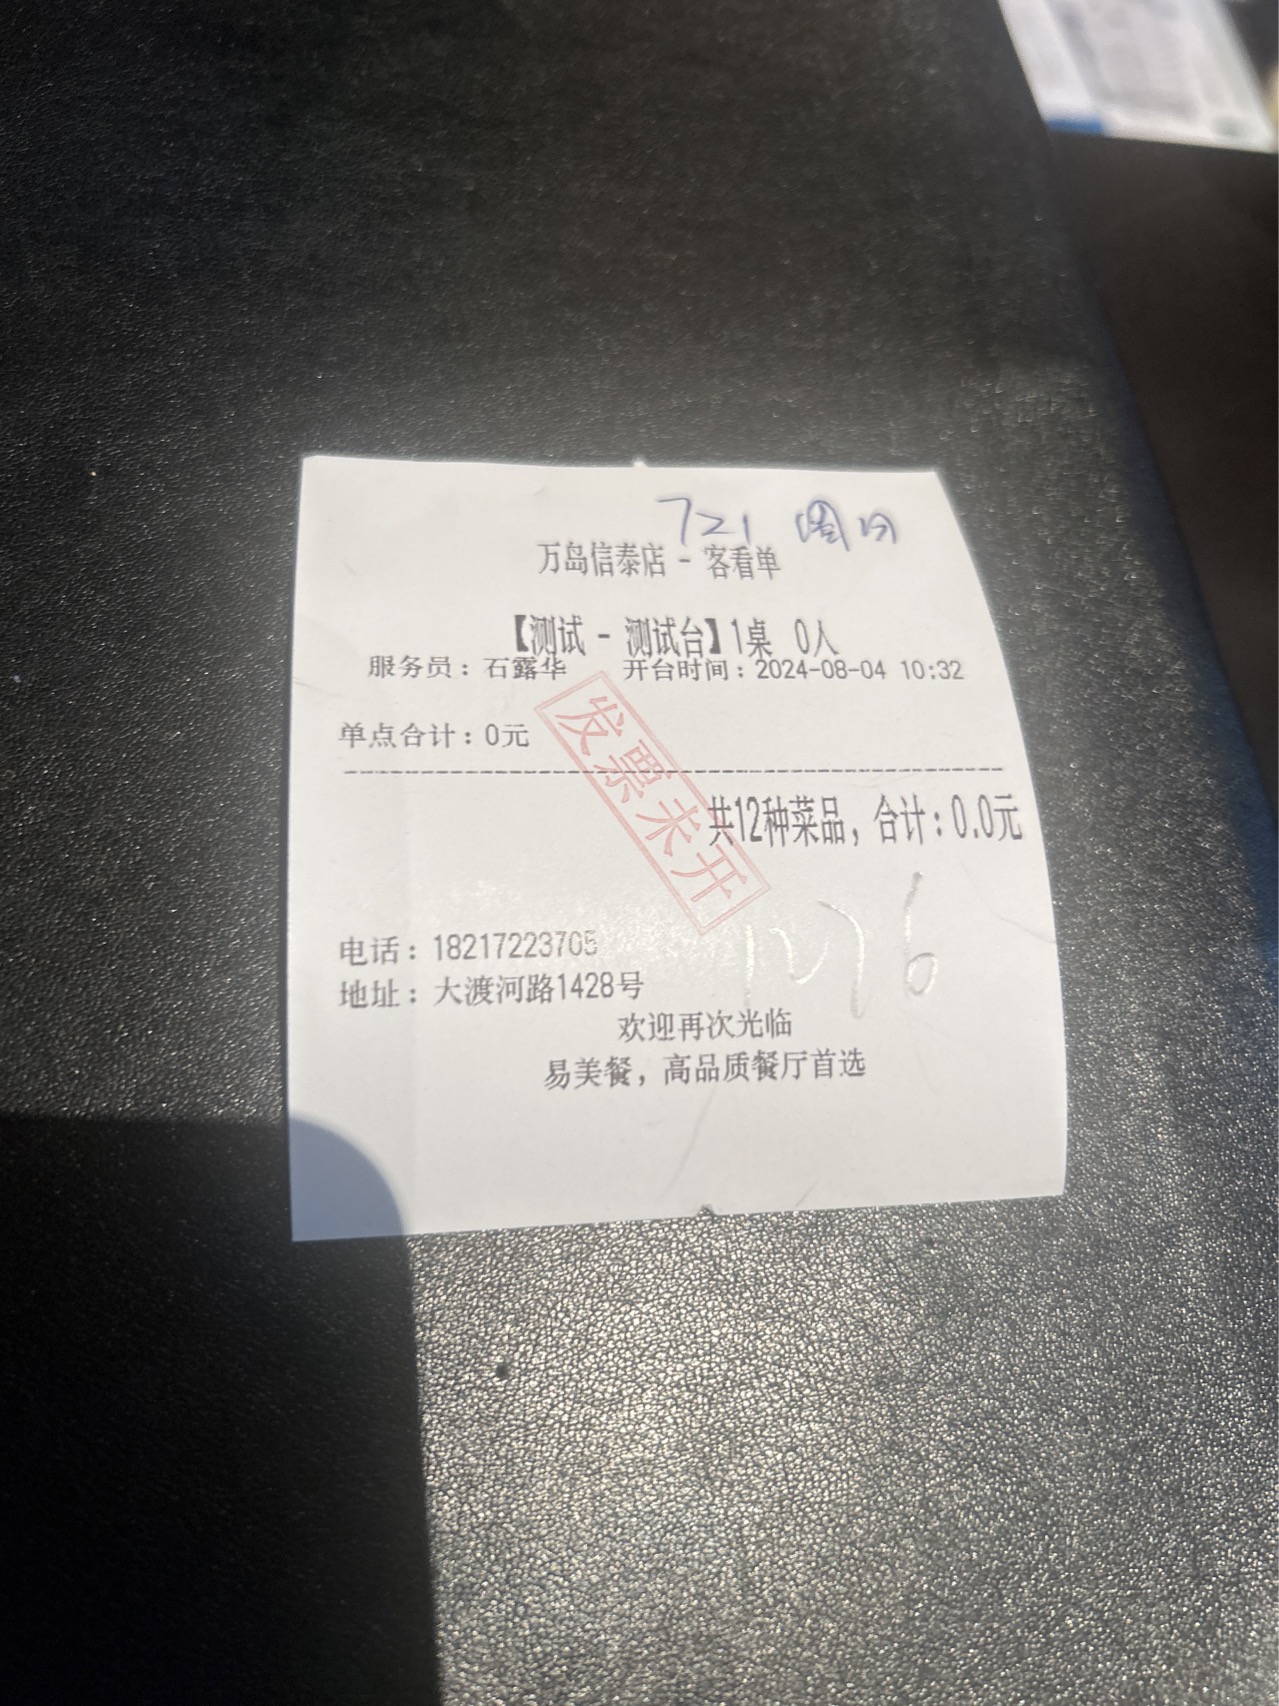 721 周日
万岛信泰店 - 客看单
【测试 - 测试台】1桌 0人
服务员：石露华 开台时间：2024-08-04 10:32
单点合计：0元
发票未开
共12种菜品，合计：0.0元
1276
电话：18217223705
地址：大渡河路1428号
欢迎再次光临
易美餐，高品质餐厅首选